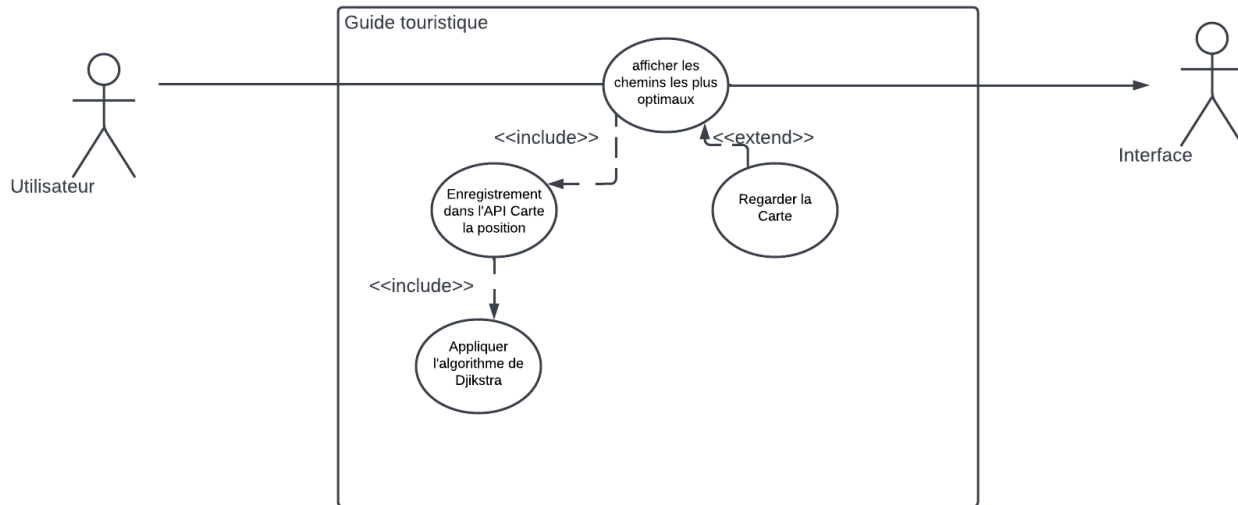 Guide touristique
afficher les
chemins les plus
optimaux
<<include>>
<<extend>>
Interface
Utilisateur
Enregistrement
dans l'API Carte
la position
Regarder la
Carte
<<include>>
Appliquer
l'algorithme de
Djikstra